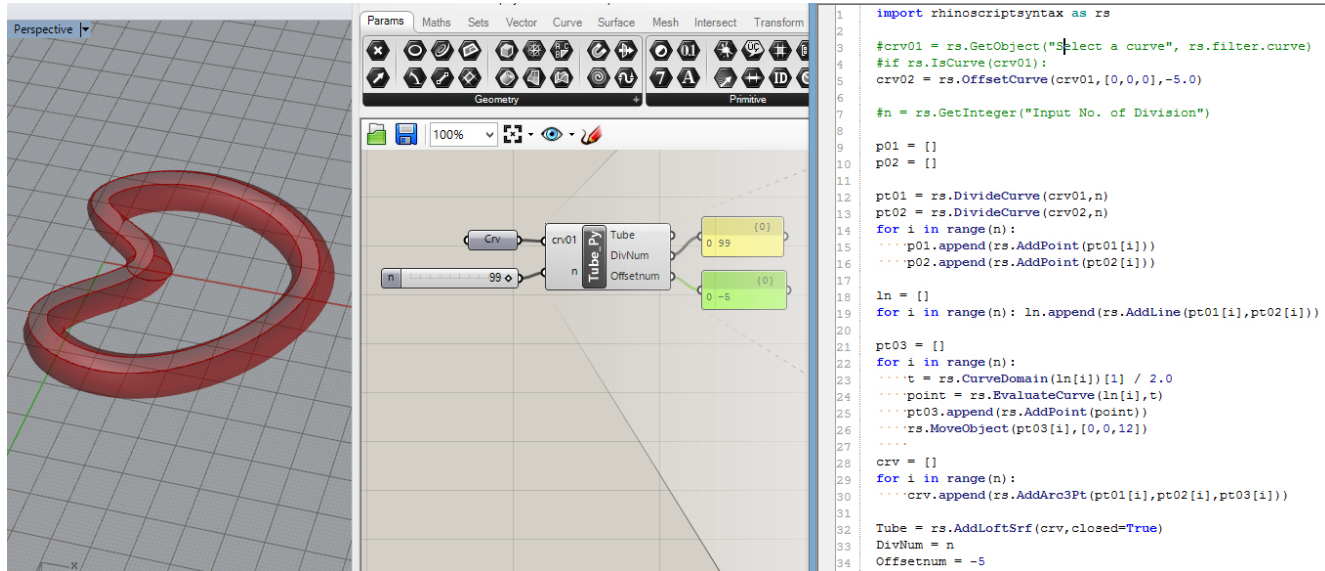 Perspective
x
Params Maths Sets Vector Curve Surface Mesh Intersect Transform
Geometry
Primitive
100%
Crv
n
99
crv01
n
Tube_Py
Tube
DivNum
Offsetnum
{0}
0 99
{0}
0 -5
1 import rhinoscriptsyntax as rs
2
3 #crv01 = rs.GetObject("Select a curve", rs.filter.curve)
4 #if rs.IsCurve(crv01):
5 crv02 = rs.OffsetCurve(crv01,[0,0,0],-5.0)
6
7 #n = rs.GetInteger("Input No. of Division")
8
9 p01 = []
10 p02 = []
11
12 pt01 = rs.DivideCurve(crv01,n)
13 pt02 = rs.DivideCurve(crv02,n)
14 for i in range(n):
15 ····p01.append(rs.AddPoint(pt01[i]))
16 ····p02.append(rs.AddPoint(pt02[i]))
17
18 ln = []
19 for i in range(n): ln.append(rs.AddLine(pt01[i],pt02[i]))
20
21 pt03 = []
22 for i in range(n):
23 ····t = rs.CurveDomain(ln[i])[1] / 2.0
24 ····point = rs.EvaluateCurve(ln[i],t)
25 ····pt03.append(rs.AddPoint(point))
26 ····rs.MoveObject(pt03[i],[0,0,12])
27 ····
28 crv = []
29 for i in range(n):
30 ····crv.append(rs.AddArc3Pt(pt01[i],pt02[i],pt03[i]))
31
32 Tube = rs.AddLoftSrf(crv,closed=True)
33 DivNum = n
34 Offsetnum = -5